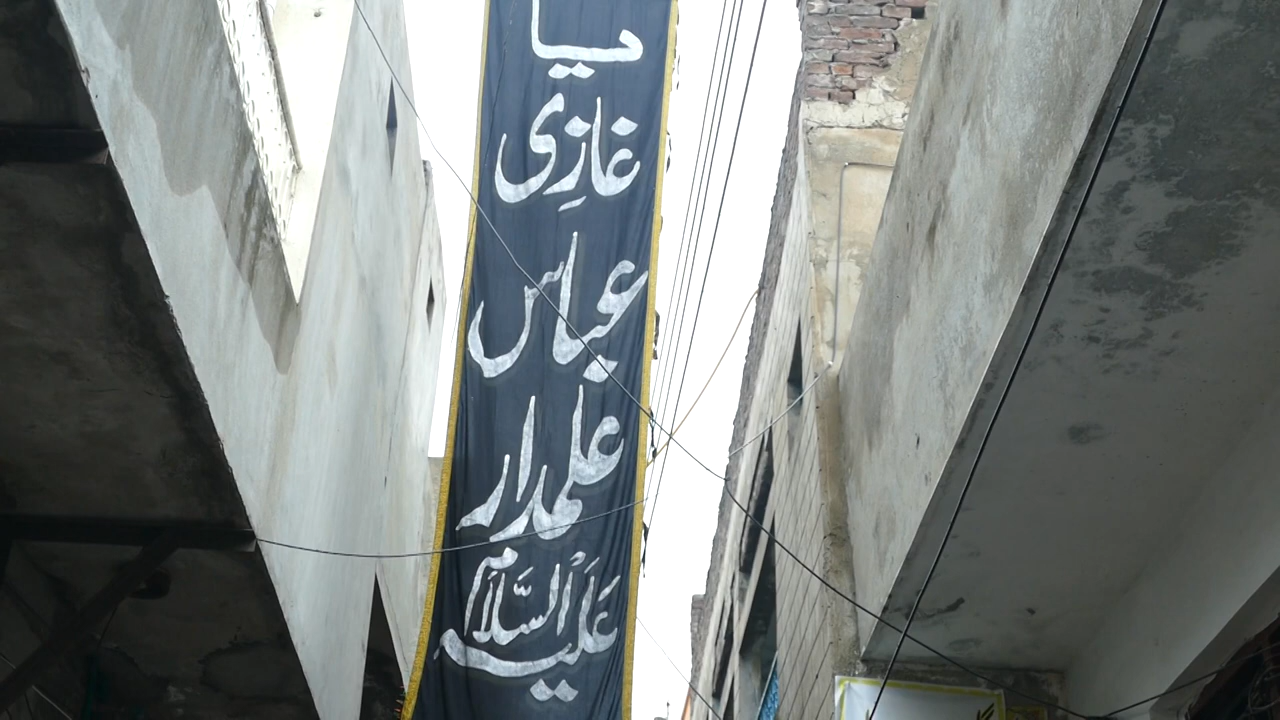 یا
غازی
عباس
علمدار
علیہ السلام